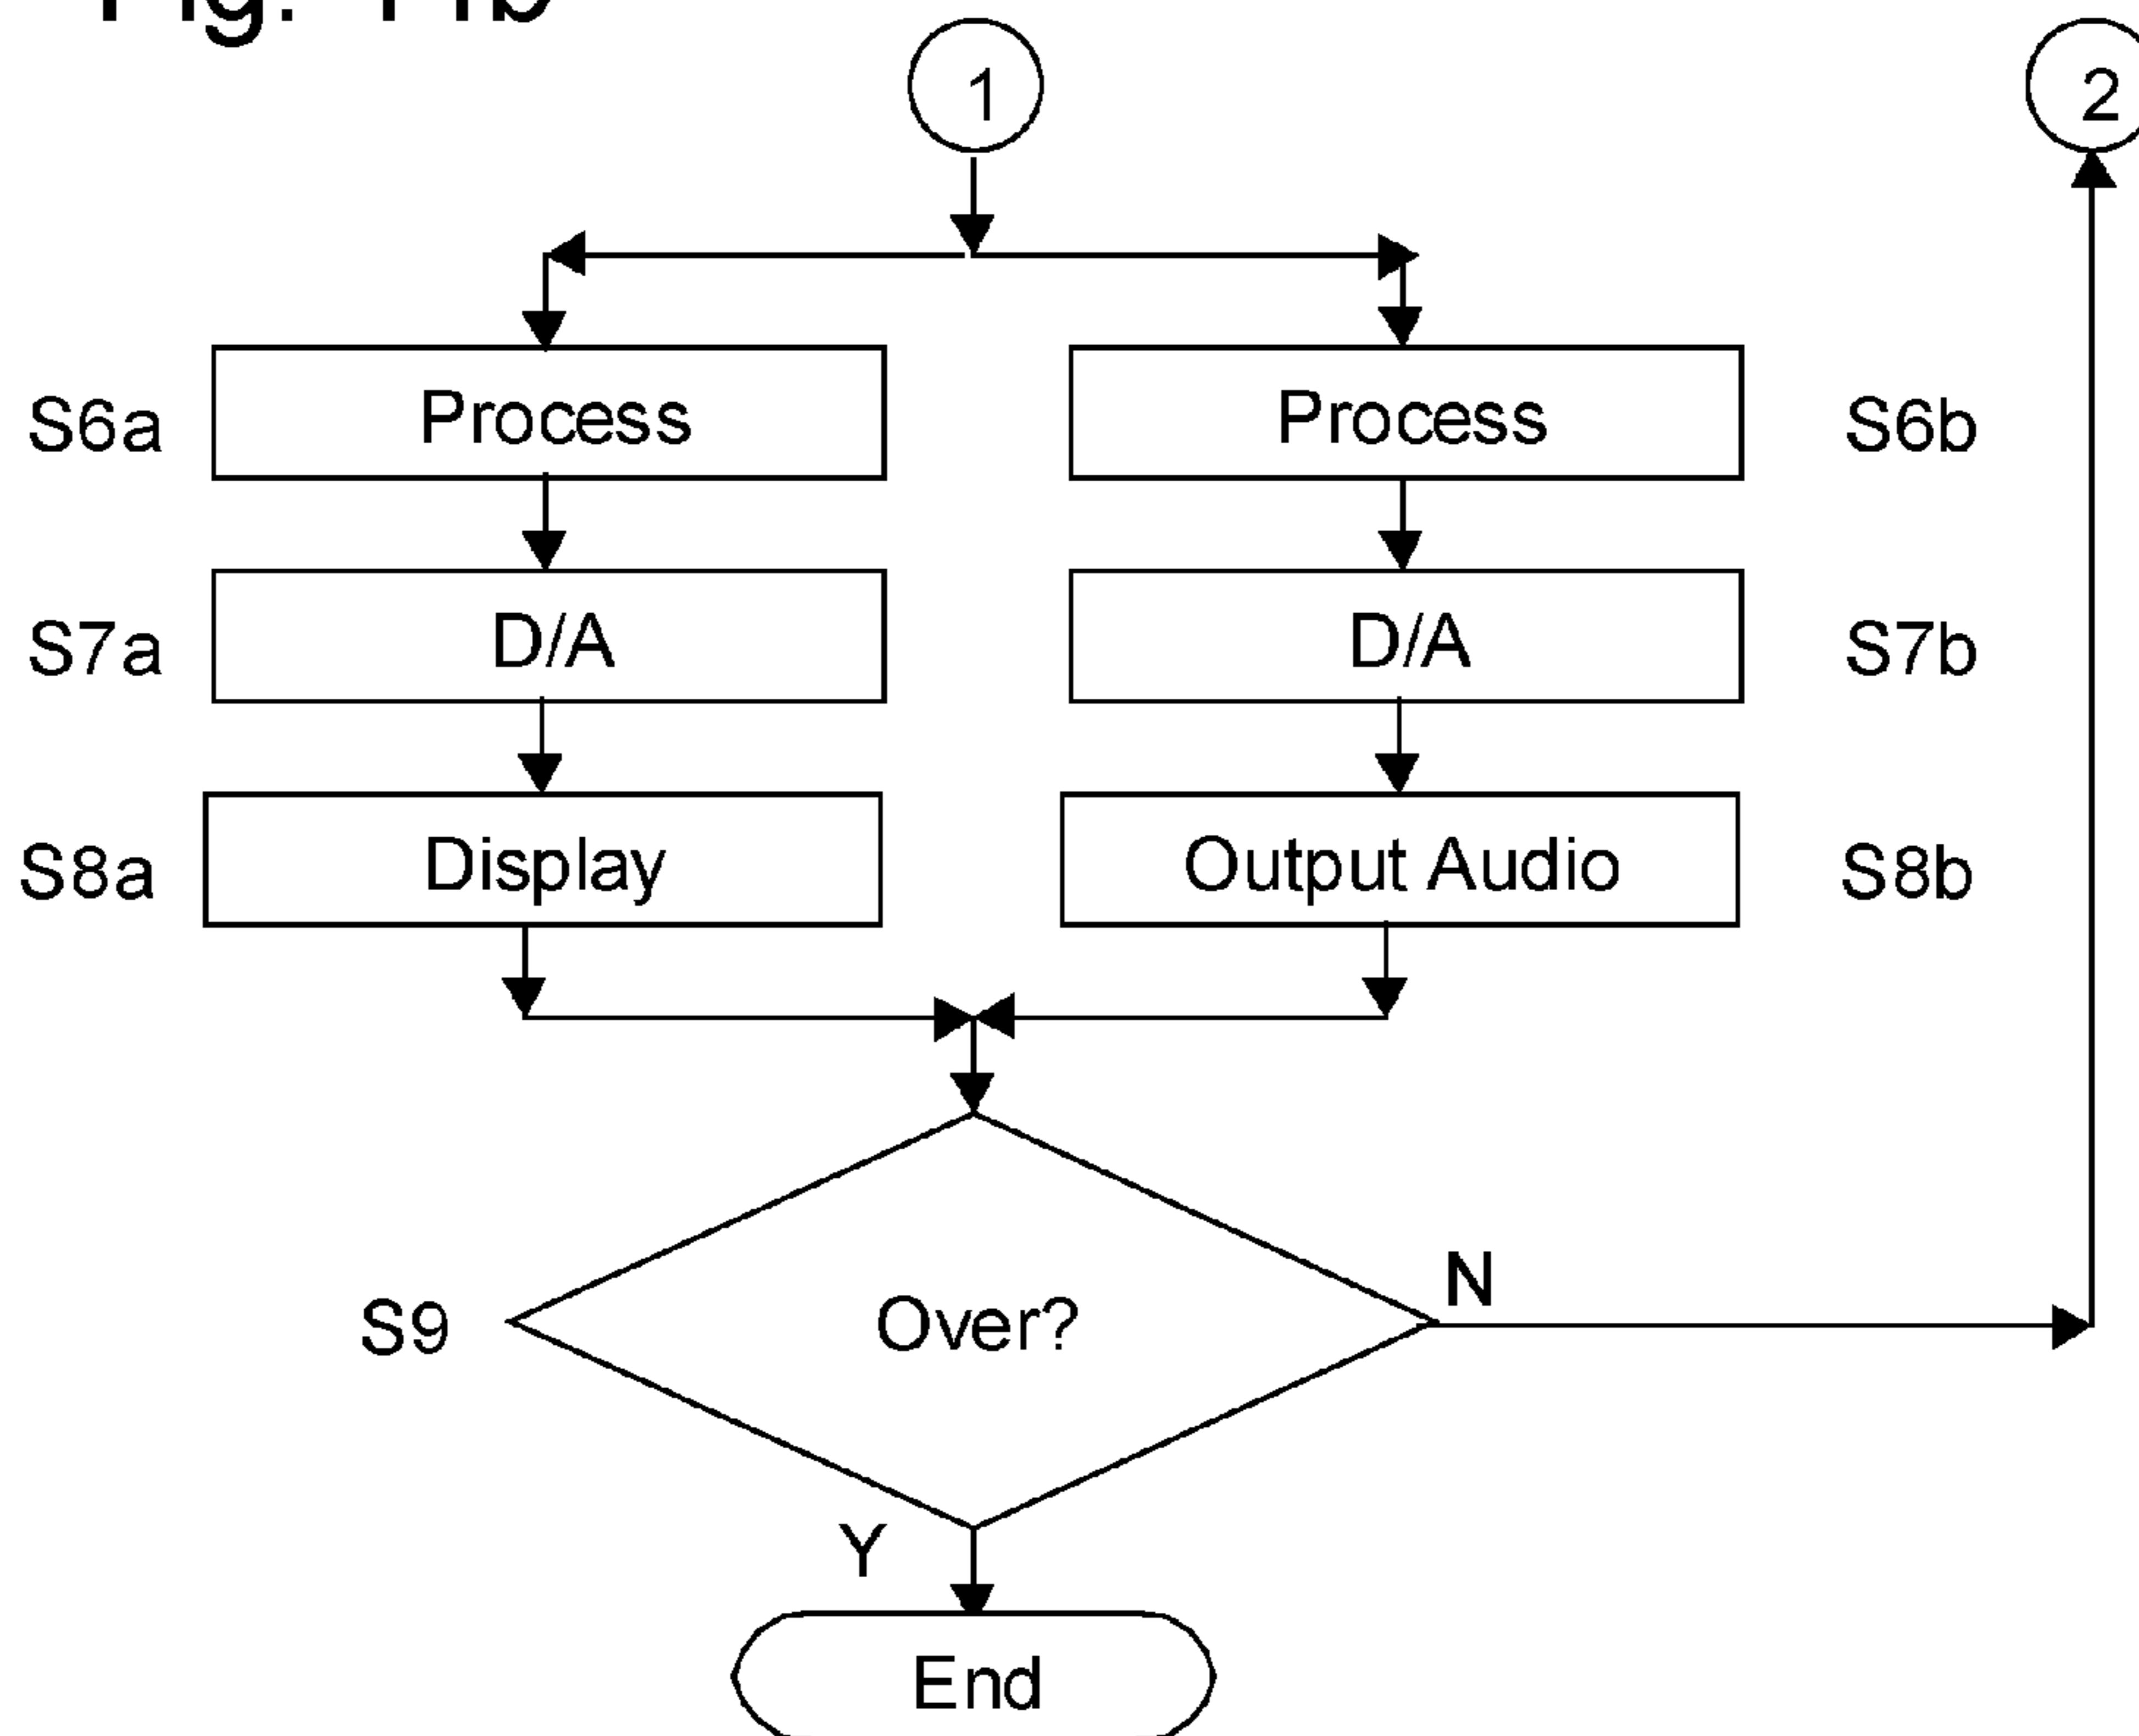 1
2
S6a Process Process S6b
S7a D/A D/A S7b
S8a Display Output Audio S8b
N
S9 Over?
Y
End